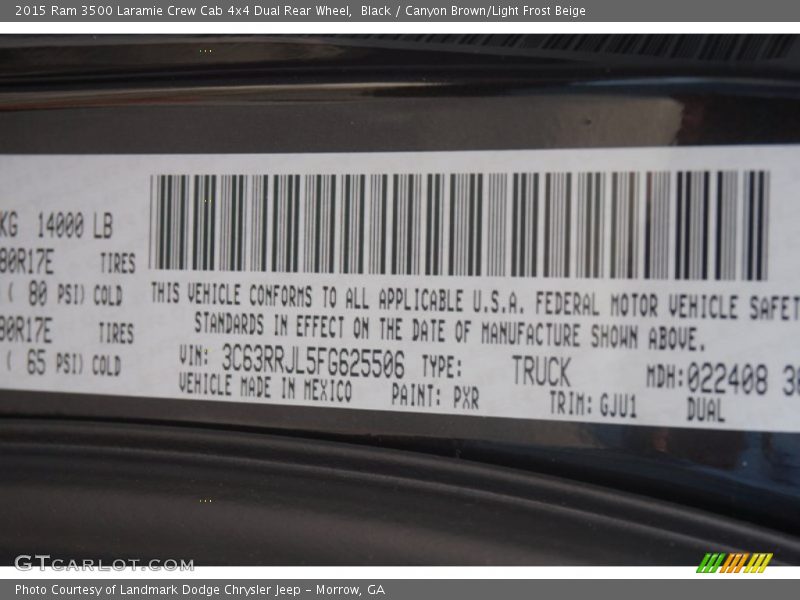 2015 Ram 3500 Laramie Crew Cab 4x4 Dual Rear Wheel,  Black / Canyon Brown/Light Frost Beige
KG 14000 LB
80R17E TIRES
( 80 PSI) COLD
80R17E TIRES
( 65 PSI) COLD
THIS VEHICLE CONFORMS TO ALL APPLICABLE U.S.A. FEDERAL MOTOR VEHICLE SAFET
STANDARDS IN EFFECT ON THE DATE OF MANUFACTURE SHOWN ABOVE.
VIN: 3C63RRJL5FG625506 TYPE: TRUCK MDH:022408
VEHICLE MADE IN MEXICO PAINT: PXR TRIM: GJU1 DUAL
GTcarlot.com
Photo Courtesy of Landmark Dodge Chrysler Jeep – Morrow, GA